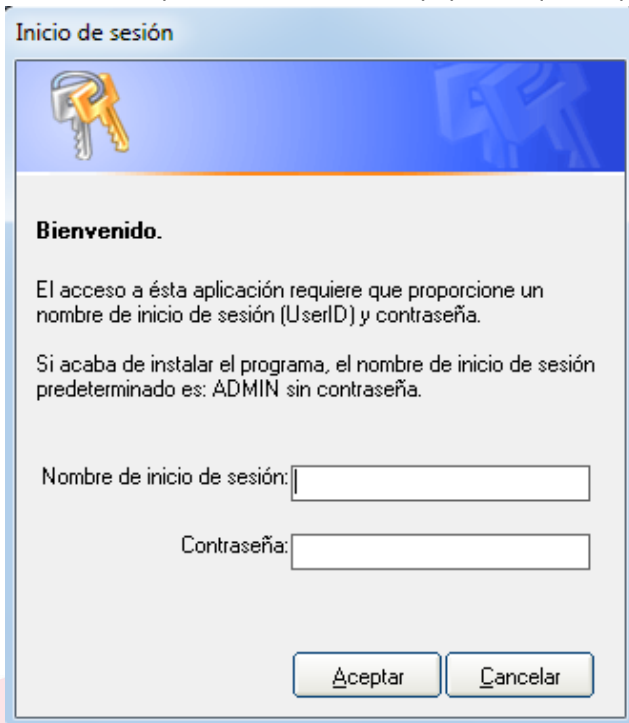 Inicio de sesión
Bienvenido.
El acceso a ésta aplicación requiere que proporcione un
nombre de inicio de sesión (UserID) y contraseña.
Si acaba de instalar el programa, el nombre de inicio de sesión
predeterminado es: ADMIN sin contraseña.
Nombre de inicio de sesión:
Contraseña:
Aceptar Cancelar